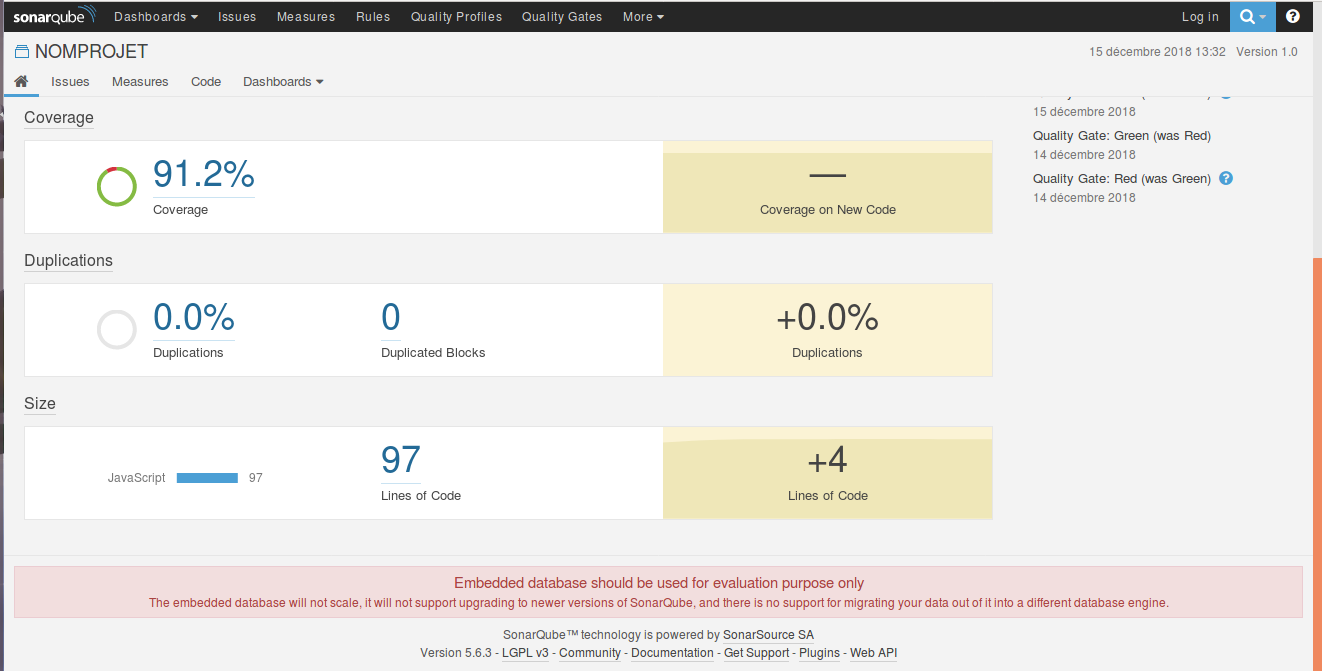 sonarqube Dashboards Issues Measures Rules Quality Profiles Quality Gates More Log in
NOMPROJET
15 décembre 2018 13:32 Version 1.0
Issues Measures Code Dashboards
Coverage
91.2%
Coverage
—
Coverage on New Code
15 décembre 2018
Quality Gate: Green (was Red)
14 décembre 2018
Quality Gate: Red (was Green) ?
14 décembre 2018
Duplications
0.0%
Duplications
0
Duplicated Blocks
+0.0%
Duplications
Size
JavaScript 97
97
Lines of Code
+4
Lines of Code
Embedded database should be used for evaluation purpose only
The embedded database will not scale, it will not support upgrading to newer versions of SonarQube, and there is no support for migrating your data out of it into a different database engine.
SonarQube™ technology is powered by SonarSource SA
Version 5.6.3 - LGPL v3 - Community - Documentation - Get Support - Plugins - Web API